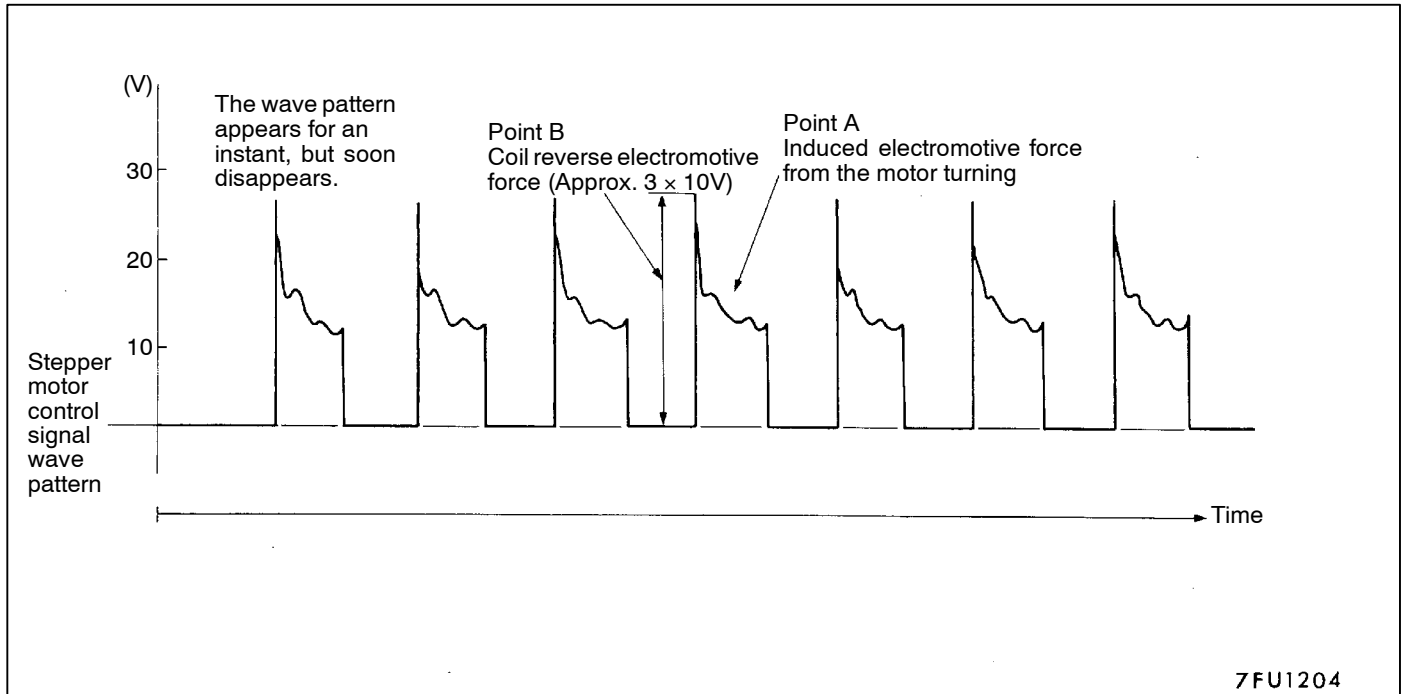 (V)
The wave pattern
appears for an
instant, but soon
disappears.
Point B
Coil reverse electromotive
force (Approx. 3 × 10V)
Point A
Induced electromotive force
from the motor turning
30
20
10
Stepper
motor
control
signal
wave
pattern
Time
7FU1204